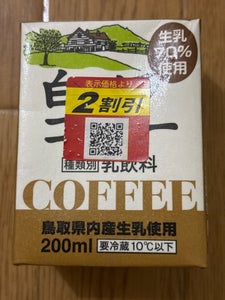 生乳
70%
使用
表示価格より
2割引
種類別 乳飲料
COFFEE
鳥取県内産生乳使用
200ml 要冷蔵10℃以下